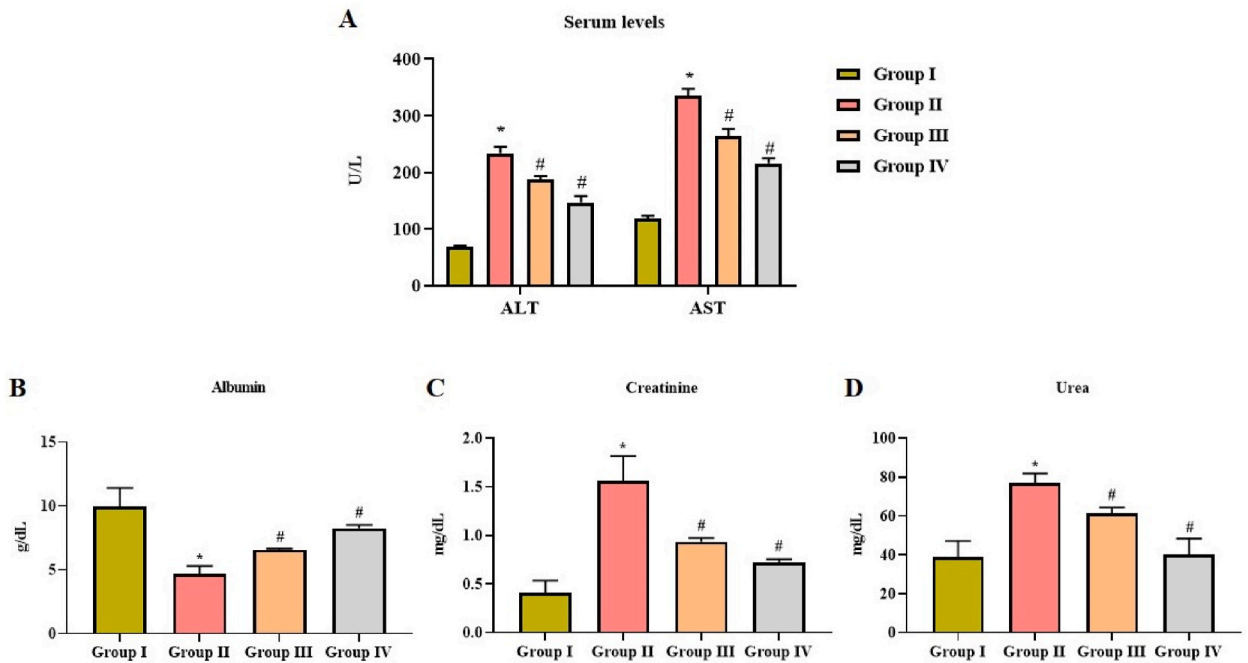 A
Serum levels
400
300
200
100
0
U/L
*
#
#
*
#
#
ALT
AST
Group I
Group II
Group III
Group IV
B
Albumin
15
10
5
0
g/dL
*
#
#
Group I
Group II
Group III
Group IV
C
Creatinine
2.0
1.5
1.0
0.5
0.0
mg/dL
*
#
#
Group I
Group II
Group III
Group IV
D
Urea
100
80
60
40
20
0
mg/dL
*
#
#
Group I
Group II
Group III
Group IV